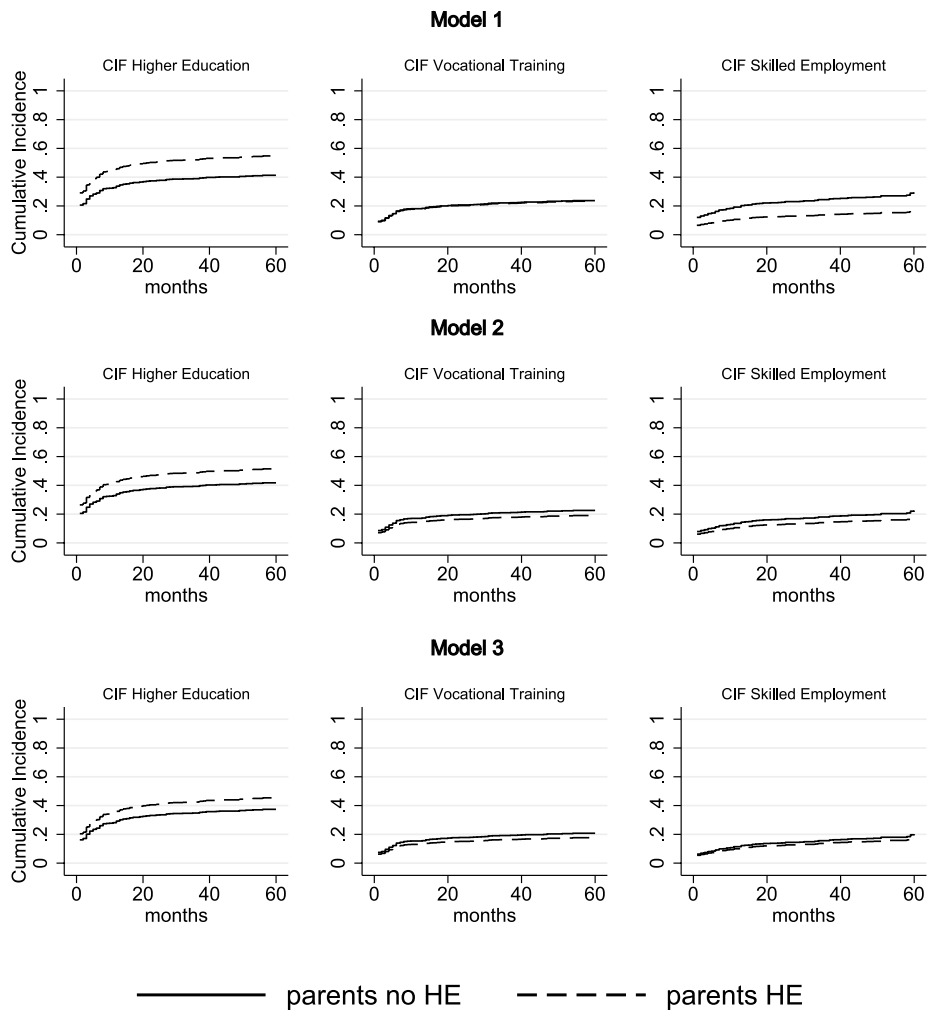 Model 1
CIF Higher Education
CIF Vocational Training
CIF Skilled Employment
Cumulative Incidence
1
.8
.6
.4
.2
0
0 20 40 60
months
1
.8
.6
.4
.2
0
0 20 40 60
months
1
.8
.6
.4
.2
0
0 20 40 60
months
Model 2
CIF Higher Education
CIF Vocational Training
CIF Skilled Employment
Cumulative Incidence
1
.8
.6
.4
.2
0
0 20 40 60
months
1
.8
.6
.4
.2
0
0 20 40 60
months
1
.8
.6
.4
.2
0
0 20 40 60
months
Model 3
CIF Higher Education
CIF Vocational Training
CIF Skilled Employment
Cumulative Incidence
1
.8
.6
.4
.2
0
0 20 40 60
months
1
.8
.6
.4
.2
0
0 20 40 60
months
1
.8
.6
.4
.2
0
0 20 40 60
months
parents no HE
parents HE